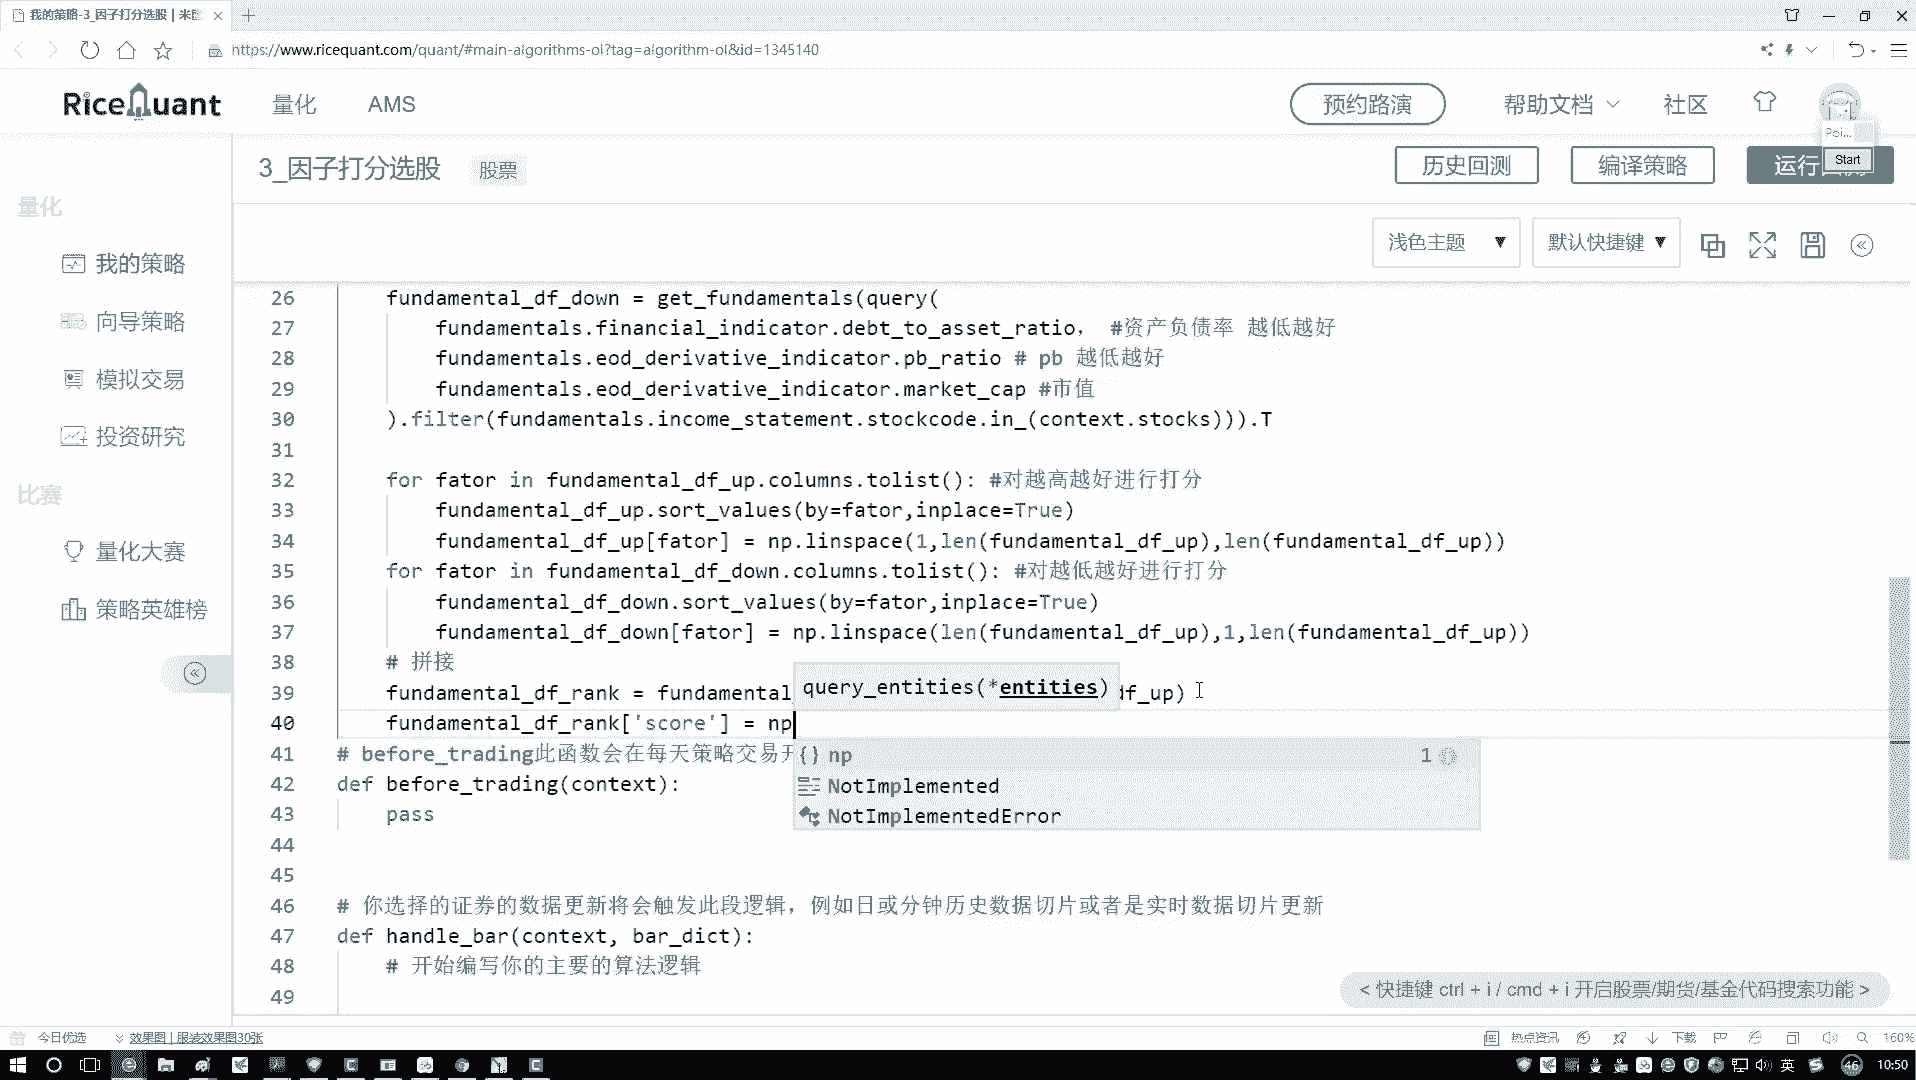 我的策略-3_因子打分选股 | 米
https://www.ricequant.com/quant/#main-algorithms-ol?tag=algorithm-ol&id=1345140
RiceQuant 量化 AMS 预约路演 帮助文档 社区
Poi...
Start
3_因子打分选股 股票 历史回测 编译策略 运行
量化
浅色主题 默认快捷键
我的策略
向导策略
模拟交易
投资研究
比赛
量化大赛
策略英雄榜
26 fundamental_df_down = get_fundamentals(query(
27 fundamentals.financial_indicator.debt_to_asset_ratio, #资产负债率 越低越好
28 fundamentals.eod_derivative_indicator.pb_ratio # pb 越低越好
29 fundamentals.eod_derivative_indicator.market_cap #市值
30 ).filter(fundamentals.income_statement.stockcode.in_(context.stocks))).T
31
32 for fator in fundamental_df_up.columns.tolist(): #对越高越好进行打分
33 fundamental_df_up.sort_values(by=fator,inplace=True)
34 fundamental_df_up[fator] = np.linspace(1,len(fundamental_df_up),len(fundamental_df_up))
35 for fator in fundamental_df_down.columns.tolist(): #对越低越好进行打分
36 fundamental_df_down.sort_values(by=fator,inplace=True)
37 fundamental_df_down[fator] = np.linspace(len(fundamental_df_up),1,len(fundamental_df_up))
38 # 拼接
39 fundamental_df_rank = fundamental df_up)
query_entities(*entities)
40 fundamental_df_rank['score'] = np
41 # before_trading此函数会在每天策略交易
{} np 1
NotImplemented
NotImplementedError
42 def before_trading(context):
43 pass
44
45
46 # 你选择的证券的数据更新将会触发此段逻辑，例如日或分钟历史数据切片或者是实时数据切片更新
47 def handle_bar(context, bar_dict):
48 # 开始编写你的主要的算法逻辑
49
< 快捷键 ctrl + i / cmd + i 开启股票/期货/基金代码搜索功能 >
今日优选 效果图 | 服装效果图30张 热点资讯 下载 160%
英 46 10:50